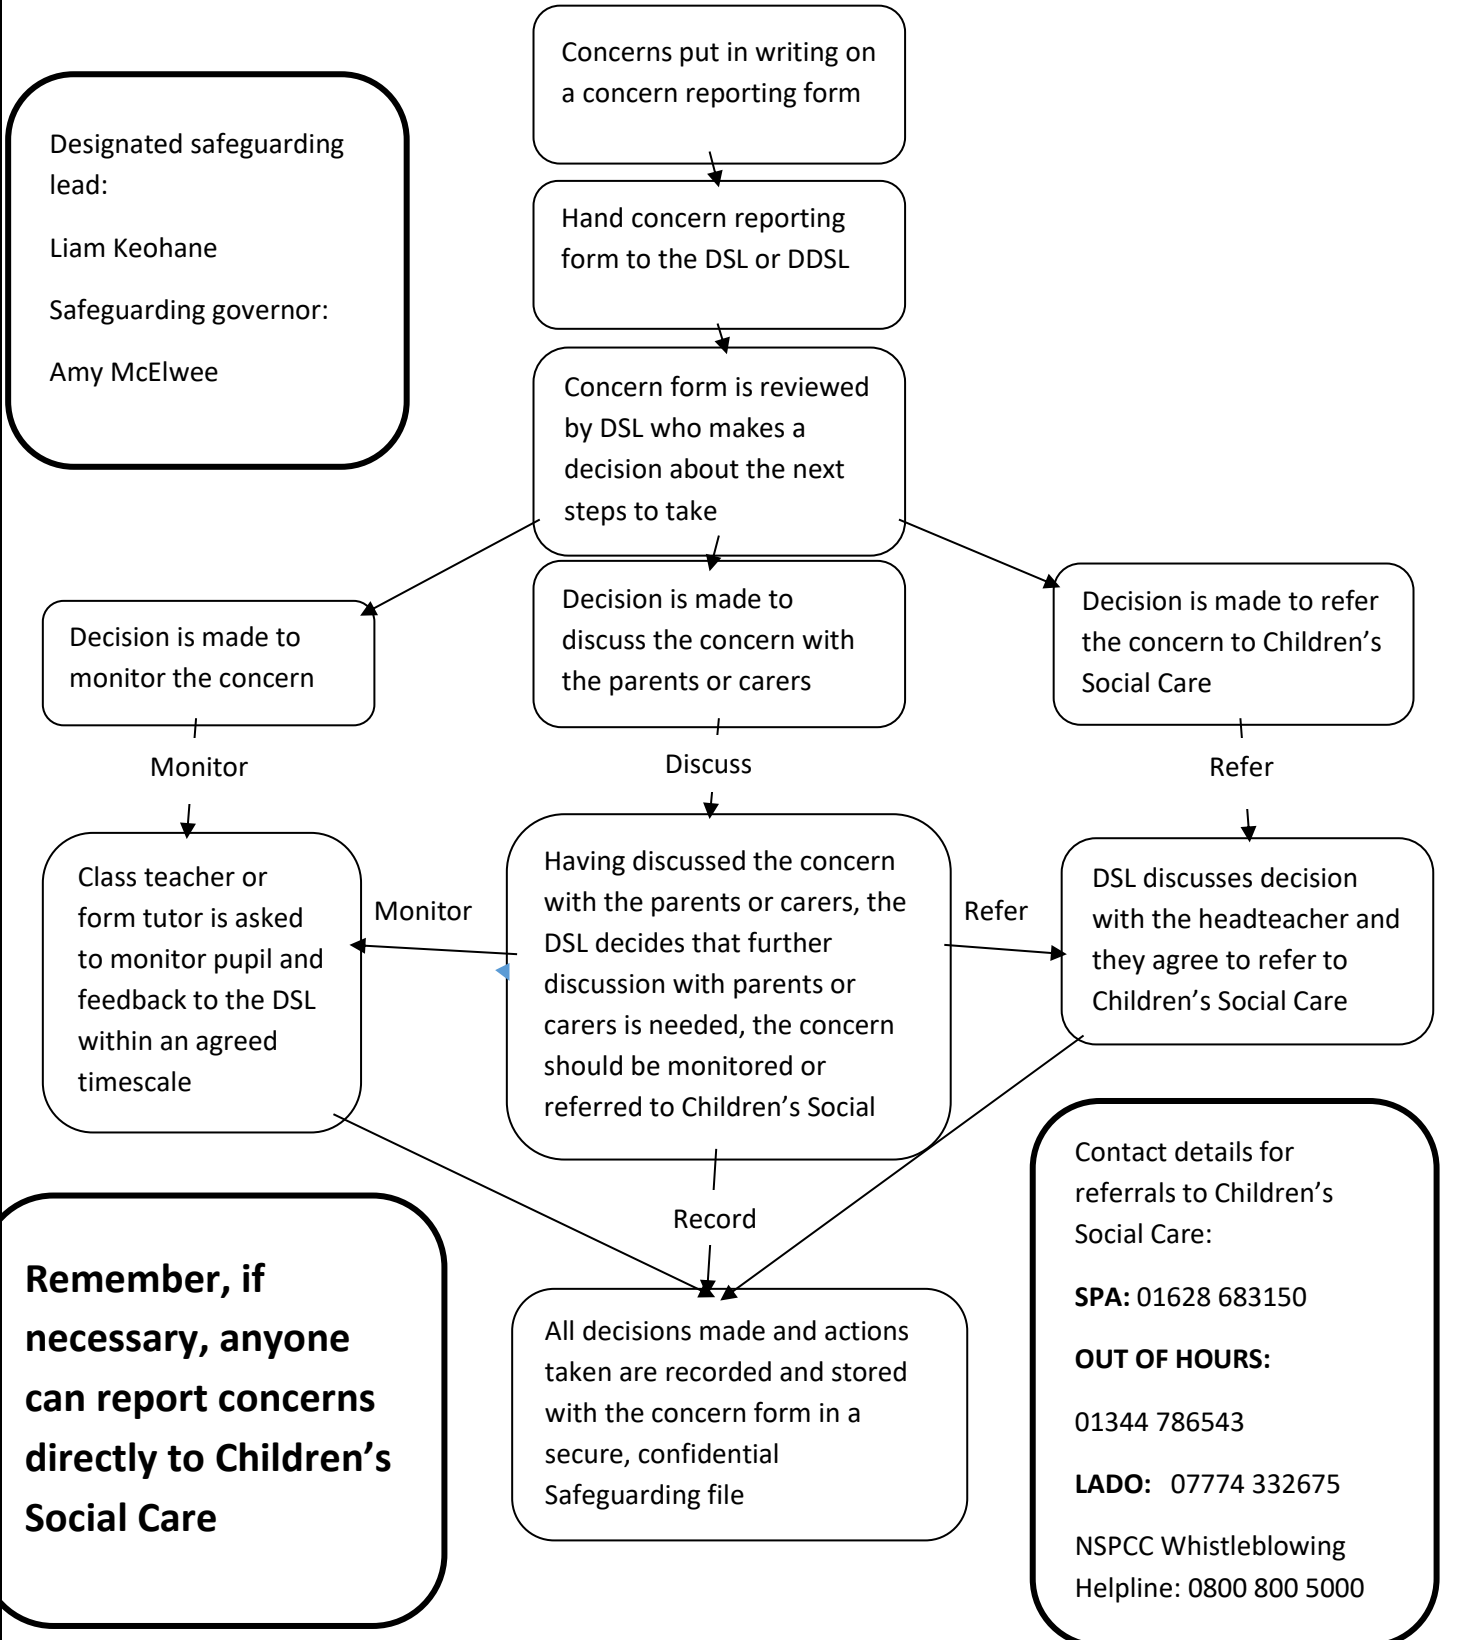 Concerns put in writing on
a concern reporting form
Designated safeguarding
lead:
Liam Keohane
Safeguarding governor:
Amy McElwee
Hand concern reporting
form to the DSL or DDSL
Concern form is reviewed
by DSL who makes a
decision about the next
steps to take
Decision is made to
monitor the concern
Decision is made to
discuss the concern with
the parents or carers
Decision is made to refer
the concern to Children’s
Social Care
Monitor
Discuss
Refer
Class teacher or
form tutor is asked
to monitor pupil and
feedback to the DSL
within an agreed
timescale
Monitor
Having discussed the concern
with the parents or carers, the
DSL decides that further
discussion with parents or
carers is needed, the concern
should be monitored or
referred to Children’s Social
Refer
DSL discusses decision
with the headteacher and
they agree to refer to
Children’s Social Care
Record
Remember, if
necessary, anyone
can report concerns
directly to Children’s
Social Care
All decisions made and actions
taken are recorded and stored
with the concern form in a
secure, confidential
Safeguarding file
Contact details for
referrals to Children’s
Social Care:
SPA: 01628 683150
OUT OF HOURS:
01344 786543
LADO: 07774 332675
NSPCC Whistleblowing
Helpline: 0800 800 5000